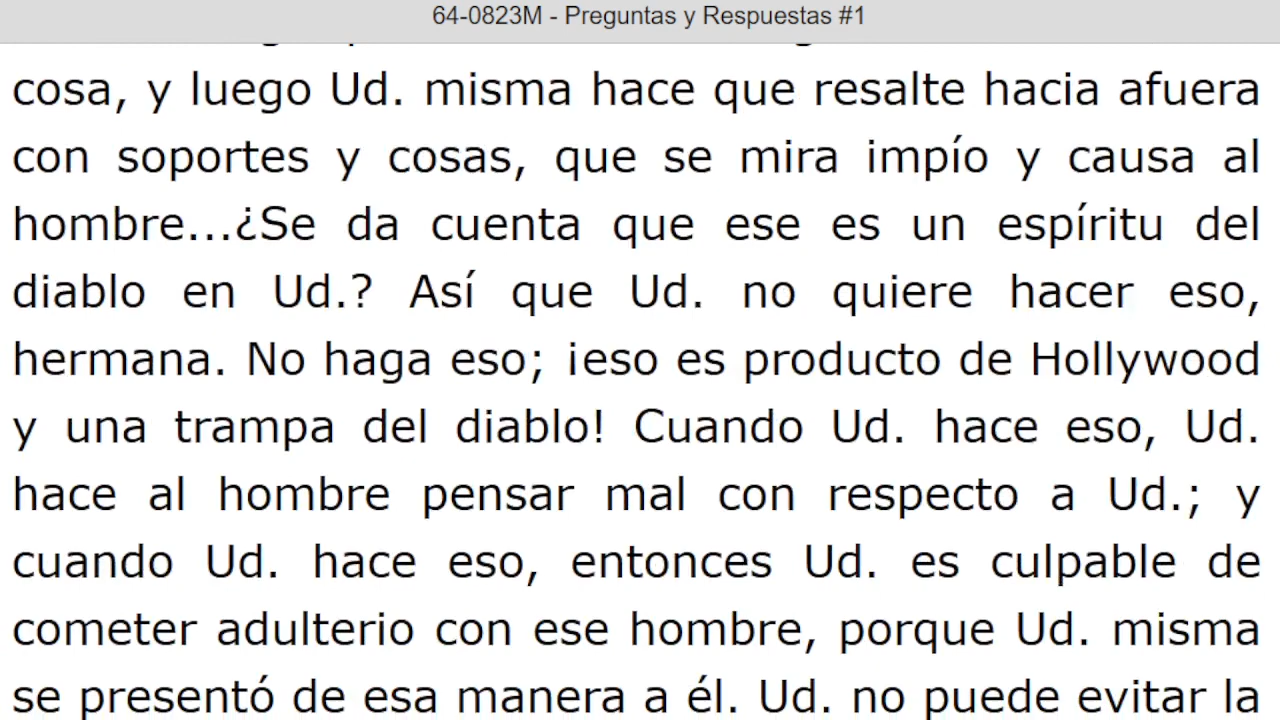 64-0823M - Preguntas y Respuestas #1
cosa, y luego Ud. misma hace que resalte hacia afuera
con soportes y cosas, que se mira impío y causa al
hombre...¿Se da cuenta que ese es un espíritu del
diablo en Ud.? Así que Ud. no quiere hacer eso,
hermana. No haga eso; ¡eso es producto de Hollywood
y una trampa del diablo! Cuando Ud. hace eso, Ud.
hace al hombre pensar mal con respecto a Ud.; y
cuando Ud. hace eso, entonces Ud. es culpable de
cometer adulterio con ese hombre, porque Ud. misma
se presentó de esa manera a él. Ud. no puede evitar la